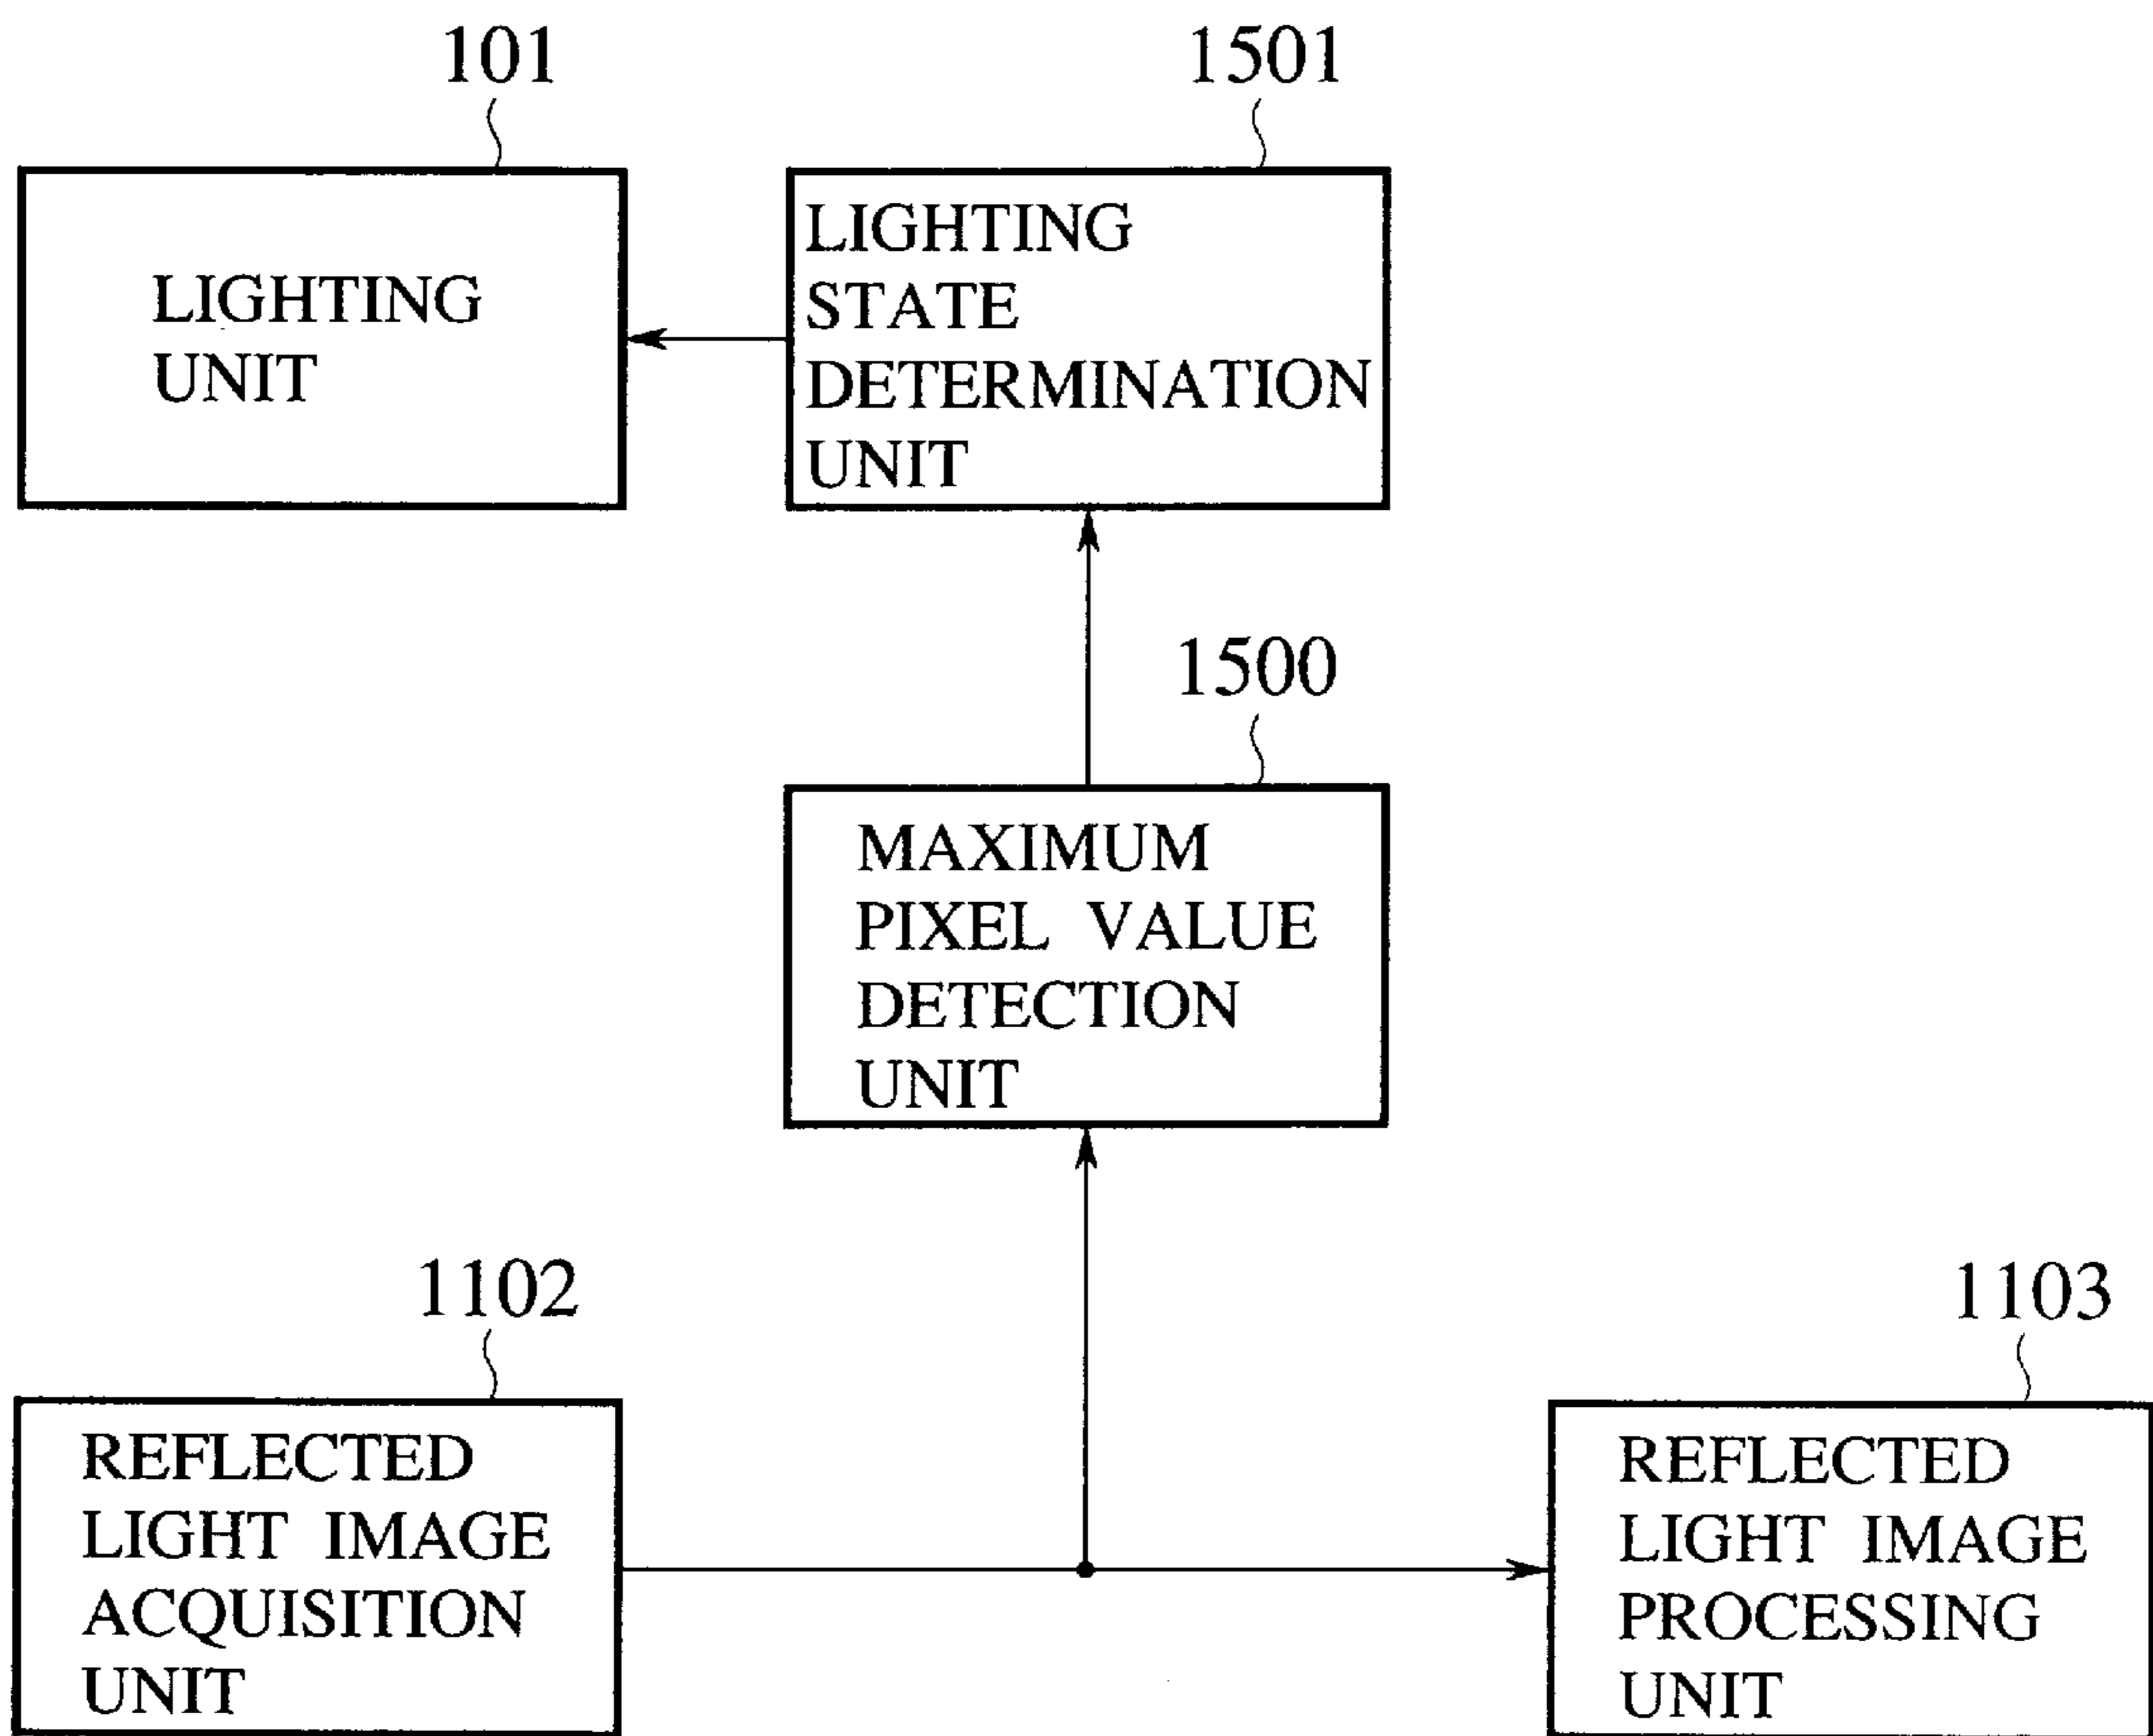 101
LIGHTING
UNIT
1501
LIGHTING
STATE
DETERMINATION
UNIT
1500
MAXIMUM
PIXEL VALUE
DETECTION
UNIT
1102
REFLECTED
LIGHT IMAGE
ACQUISITION
UNIT
1103
REFLECTED
LIGHT IMAGE
PROCESSING
UNIT